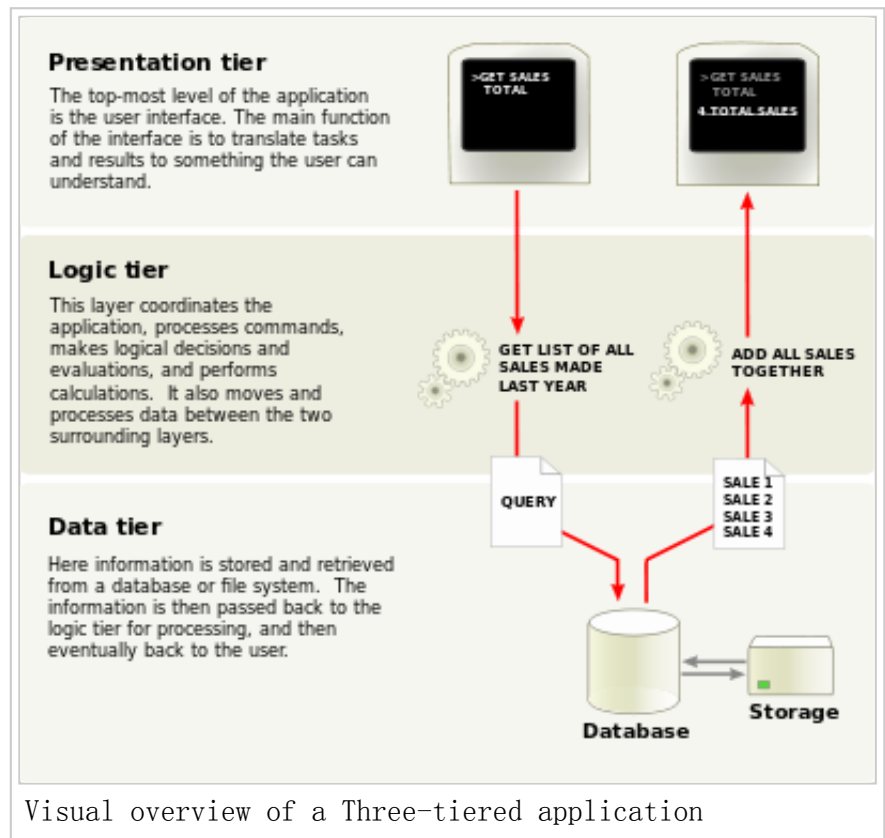 Presentation tier
The top-most level of the application
is the user interface. The main function
of the interface is to translate tasks
and results to something the user can
understand.
>GET SALES
TOTAL
>GET SALES
TOTAL
4 TOTAL SALES
Logic tier
This layer coordinates the
application, processes commands,
makes logical decisions and
evaluations, and performs
calculations. It also moves and
processes data between the two
surrounding layers.
GET LIST OF ALL
SALES MADE
LAST YEAR
ADD ALL SALES
TOGETHER
QUERY
SALE 1
SALE 2
SALE 3
SALE 4
Data tier
Here information is stored and retrieved
from a database or file system. The
information is then passed back to the
logic tier for processing, and then
eventually back to the user.
Database
Storage
Visual overview of a Three-tiered application